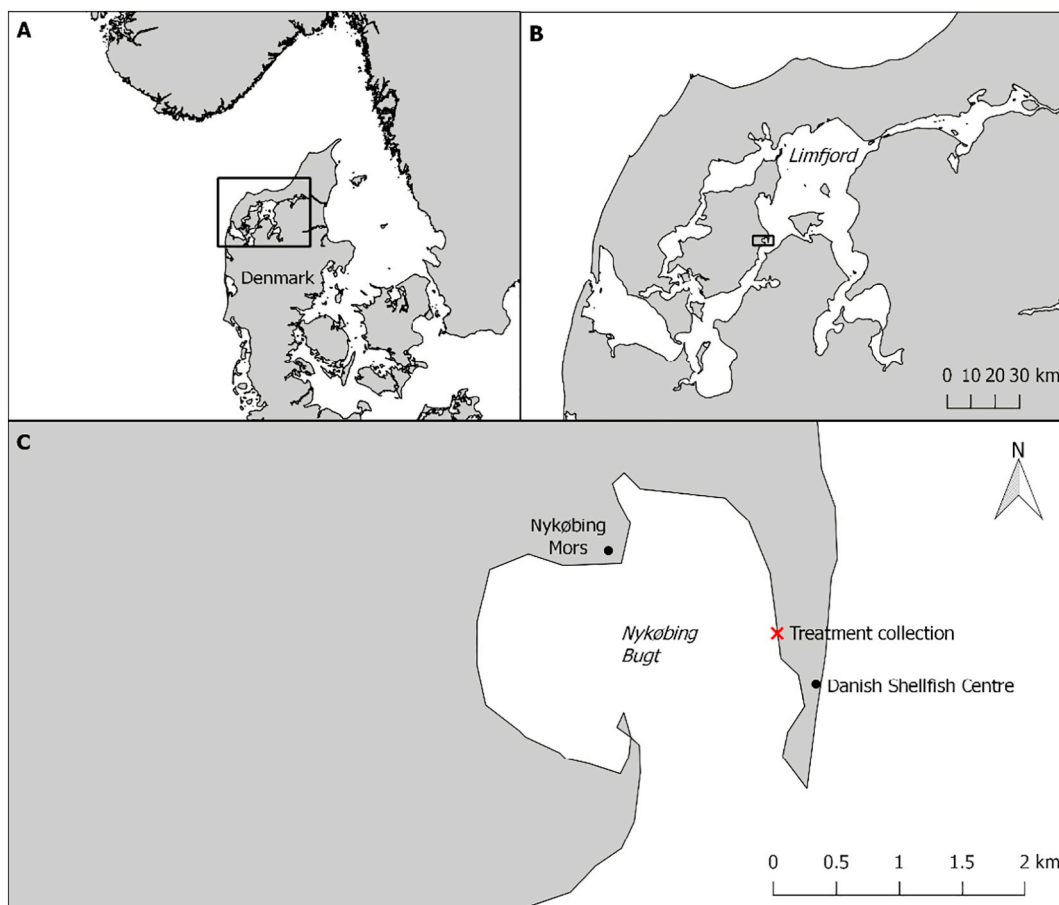 A
Denmark
B
Limfjord
0 10 20 30 km
C
N
Nykøbing
Mors
Nykøbing
Bugt
Treatment collection
Danish Shellfish Centre
0 0.5 1 1.5 2 km